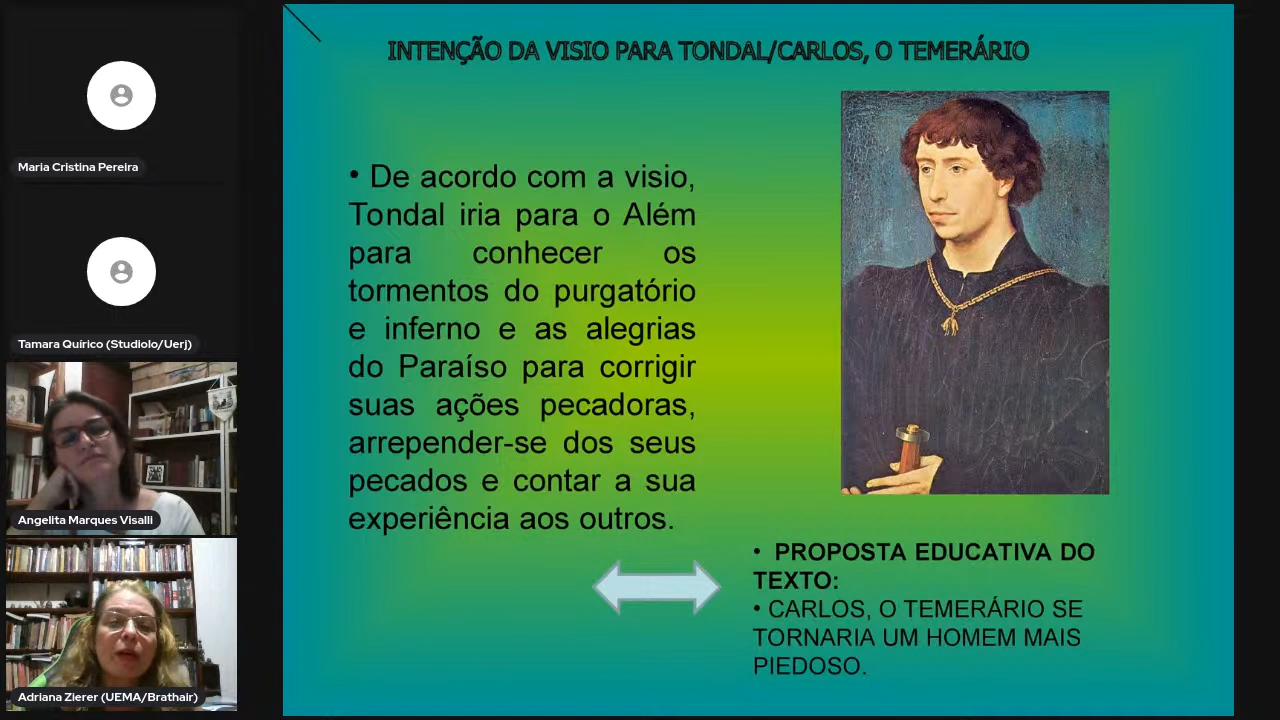 Maria Cristina Pereira
Tamara Quírico (Studiolo/Uerj)
Angelita Marques Visalli
Adriana Zierer (UEMA/Brathair)
INTENÇÃO DA VISIO PARA TONDAL/CARLOS, O TEMERÁRIO
• De acordo com a visio,
Tondal iria para o Além
para conhecer os
tormentos do purgatório
e inferno e as alegrias
do Paraíso para corrigir
suas ações pecadoras,
arrepender-se dos seus
pecados e contar a sua
experiência aos outros.
• PROPOSTA EDUCATIVA DO
TEXTO:
• CARLOS, O TEMERÁRIO SE
TORNARIA UM HOMEM MAIS
PIEDOSO.